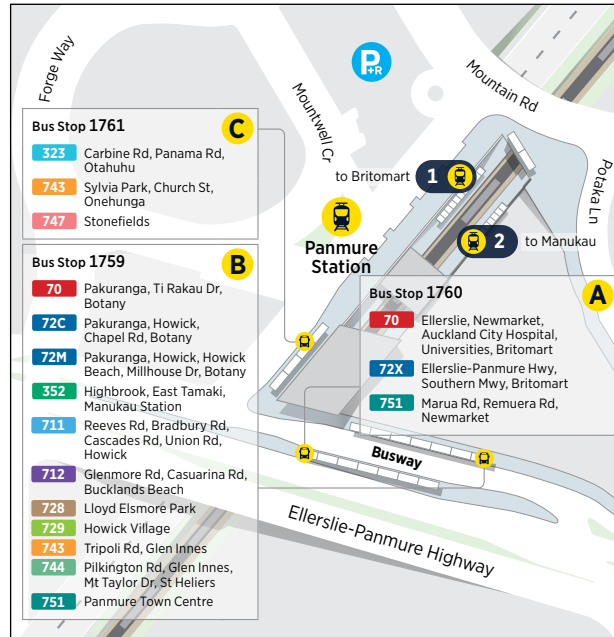 Forge Way
Mountwell Cr
Mountain Rd
Potaka Ln
P
+R
Bus Stop 1761
C
323 Carbine Rd, Panama Rd,
Otahuhu
743 Sylvia Park, Church St,
Onehunga
747 Stonefields
to Britomart 1
2 to Manukau
Panmure
Station
Bus Stop 1759
B
70 Pakuranga, Ti Rakau Dr,
Botany
72C Pakuranga, Howick,
Chapel Rd, Botany
72M Pakuranga, Howick, Howick
Beach, Millhouse Dr, Botany
352 Highbrook, East Tamaki,
Manukau Station
711 Reeves Rd, Bradbury Rd,
Cascades Rd, Union Rd,
Howick
712 Glenmore Rd, Casuarina Rd,
Bucklands Beach
728 Lloyd Elsmore Park
729 Howick Village
743 Tripoli Rd, Glen Innes
744 Pilkington Rd, Glen Innes,
Mt Taylor Dr, St Heliers
751 Panmure Town Centre
Bus Stop 1760
A
70 Ellerslie, Newmarket,
Auckland City Hospital,
Universities, Britomart
72X Ellerslie-Panmure Hwy,
Southern Mwy, Britomart
751 Marua Rd, Remuera Rd,
Newmarket
Busway
Ellerslie-Panmure Highway